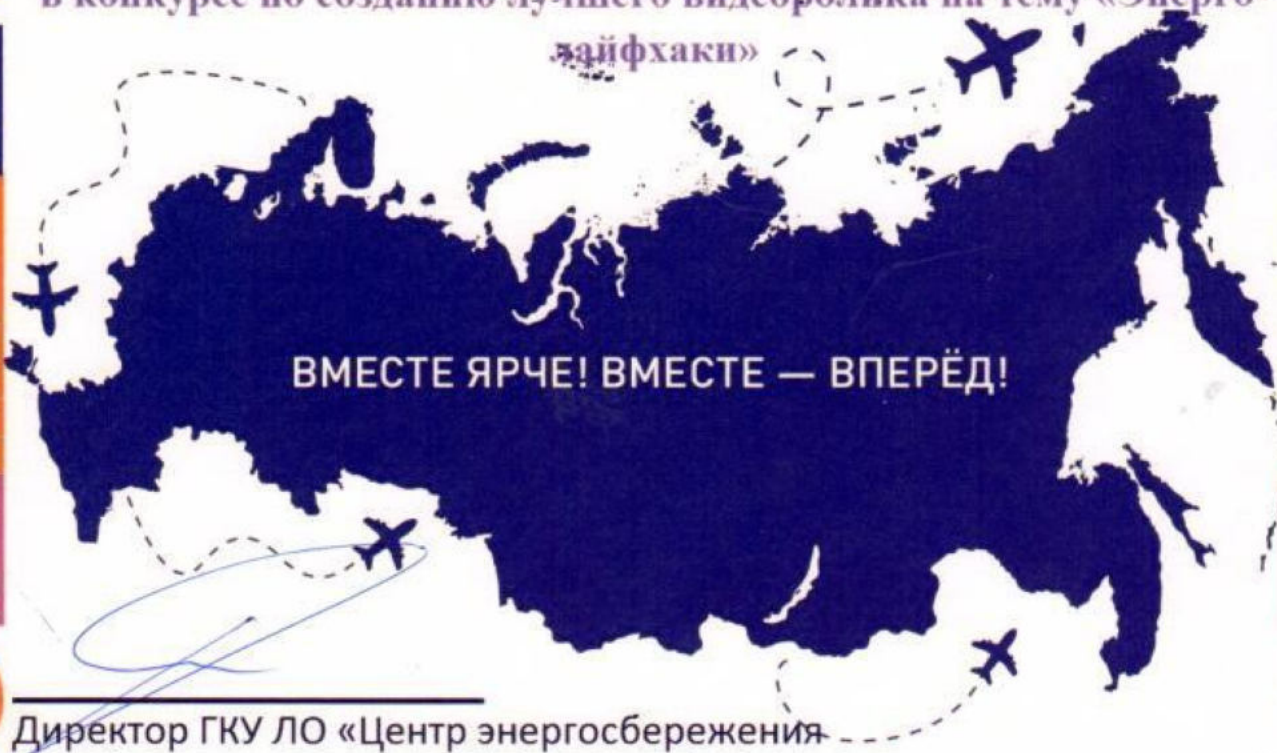 в конкурсе по созданию лучшего видеоролика на тему «Энерго-
лайфхаки»
ВМЕСТЕ ЯРЧЕ! ВМЕСТЕ — ВПЕРЁД!
Директор ГКУ ЛО «Центр энергосбережения